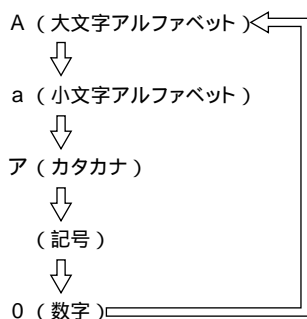 A（大文字アルファベット）
a（小文字アルファベット）
ア（カタカナ）
（記号）
0（数字）